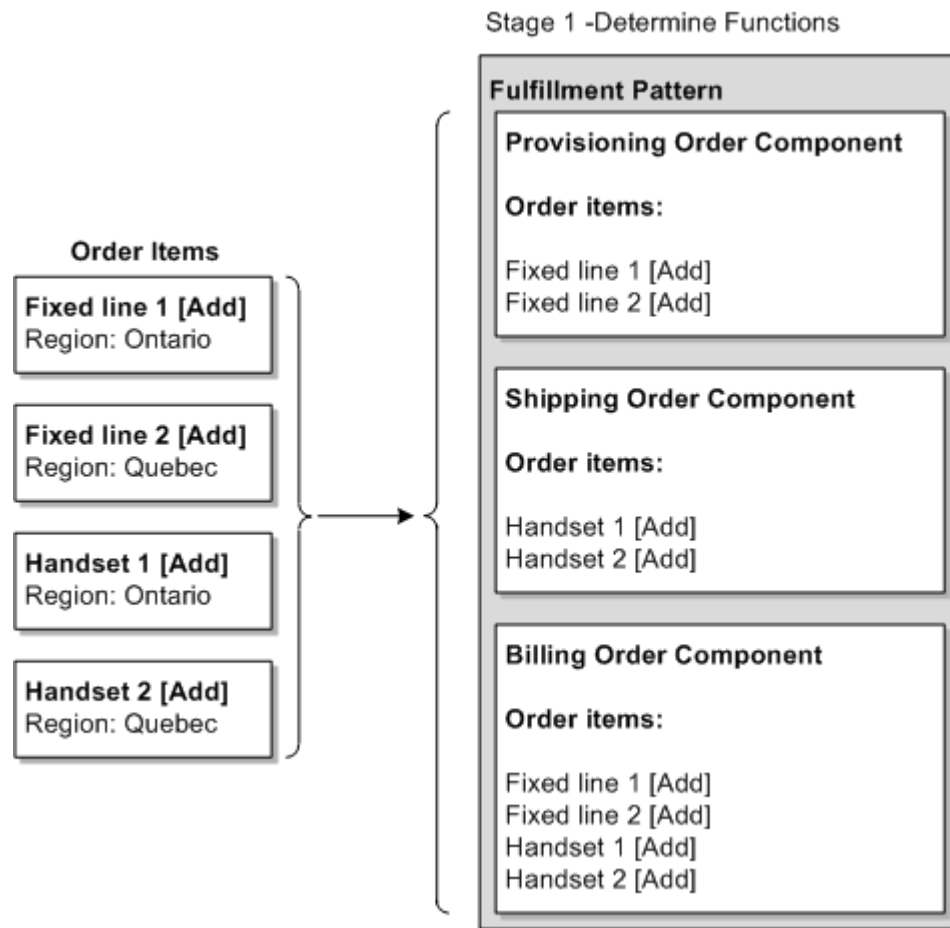 Stage 1 -Determine Functions
Order Items
Fixed line 1 [Add]
Region: Ontario
Fixed line 2 [Add]
Region: Quebec
Handset 1 [Add]
Region: Ontario
Handset 2 [Add]
Region: Quebec
Fulfillment Pattern
Provisioning Order Component
Order items:
Fixed line 1 [Add]
Fixed line 2 [Add]
Shipping Order Component
Order items:
Handset 1 [Add]
Handset 2 [Add]
Billing Order Component
Order items:
Fixed line 1 [Add]
Fixed line 2 [Add]
Handset 1 [Add]
Handset 2 [Add]